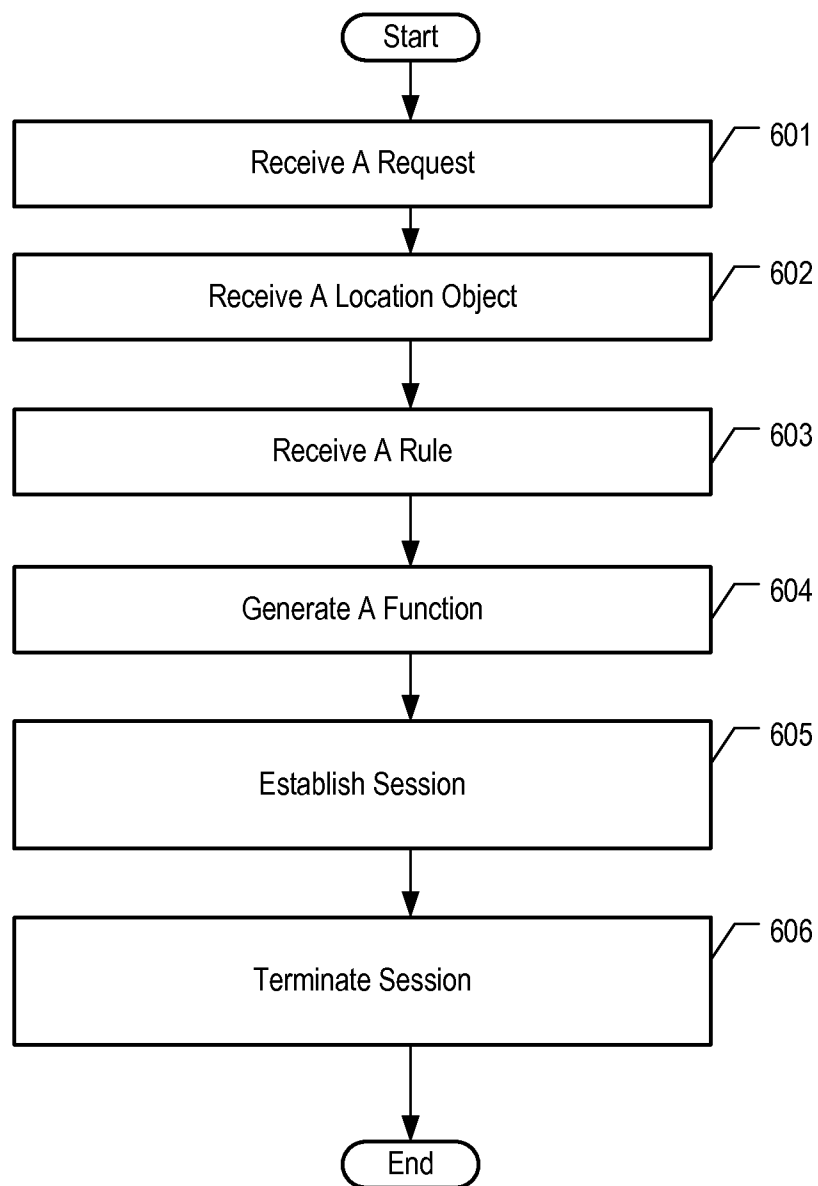 Start
601
Receive A Request
602
Receive A Location Object
603
Receive A Rule
604
Generate A Function
605
Establish Session
606
Terminate Session
End